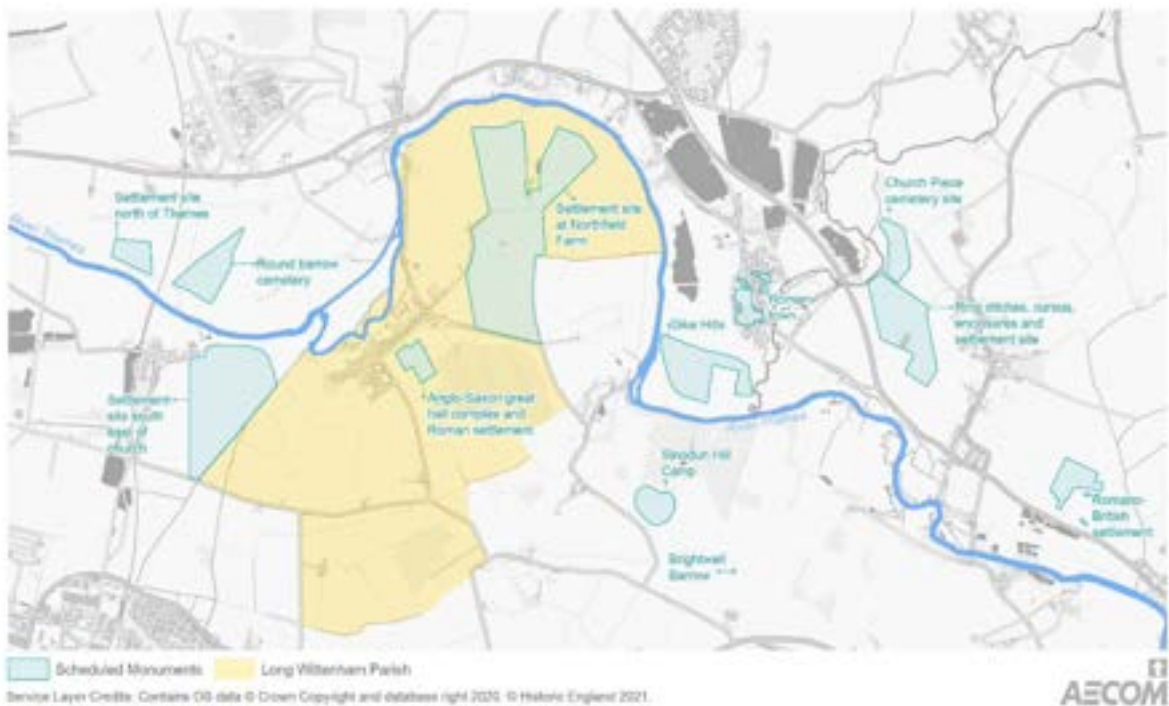 Settlement site
north of Thames
River Thames
Round barrow
cemetery
Settlement
site south
east of
church
Settlement site
at Northfield
Farm
Anglo-Saxon great
hall complex and
Roman settlement
Church Piece
cemetery site
Roman
town
Dike Hills
Ring ditches, cursus,
enclosures and
settlement site
River Thames
Sinodun Hill
Camp
Brightwell
Barrow
Romano-
British
settlement
Scheduled Monuments
Long Wittenham Parish
Service Layer Credits: Contains OS data © Crown Copyright and database right 2020. © Historic England 2021.
AECOM